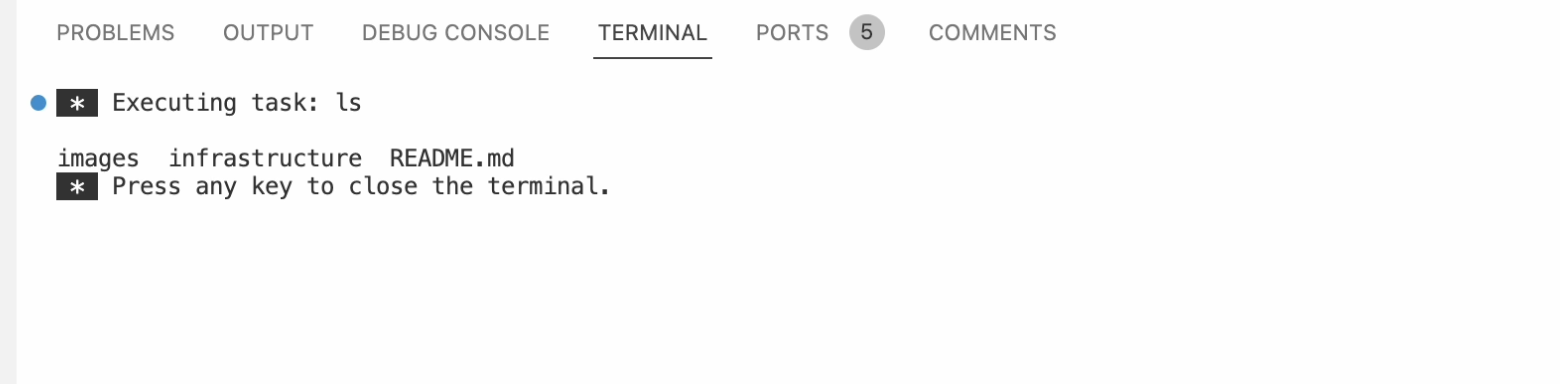 PROBLEMS OUTPUT DEBUG CONSOLE TERMINAL PORTS 5 COMMENTS
* Executing task: ls
images  infrastructure  README.md
* Press any key to close the terminal.